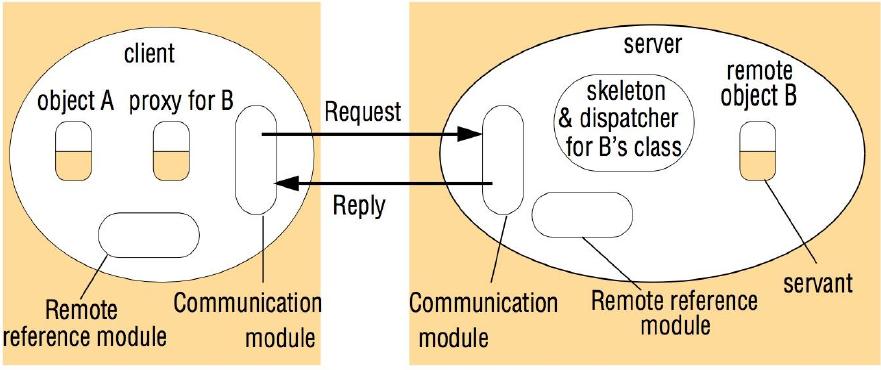 client
object A
proxy for B
Request
Reply
Remote
reference module
Communication
module
server
skeleton
& dispatcher
for B's class
remote
object B
servant
Communication
module
Remote reference
module